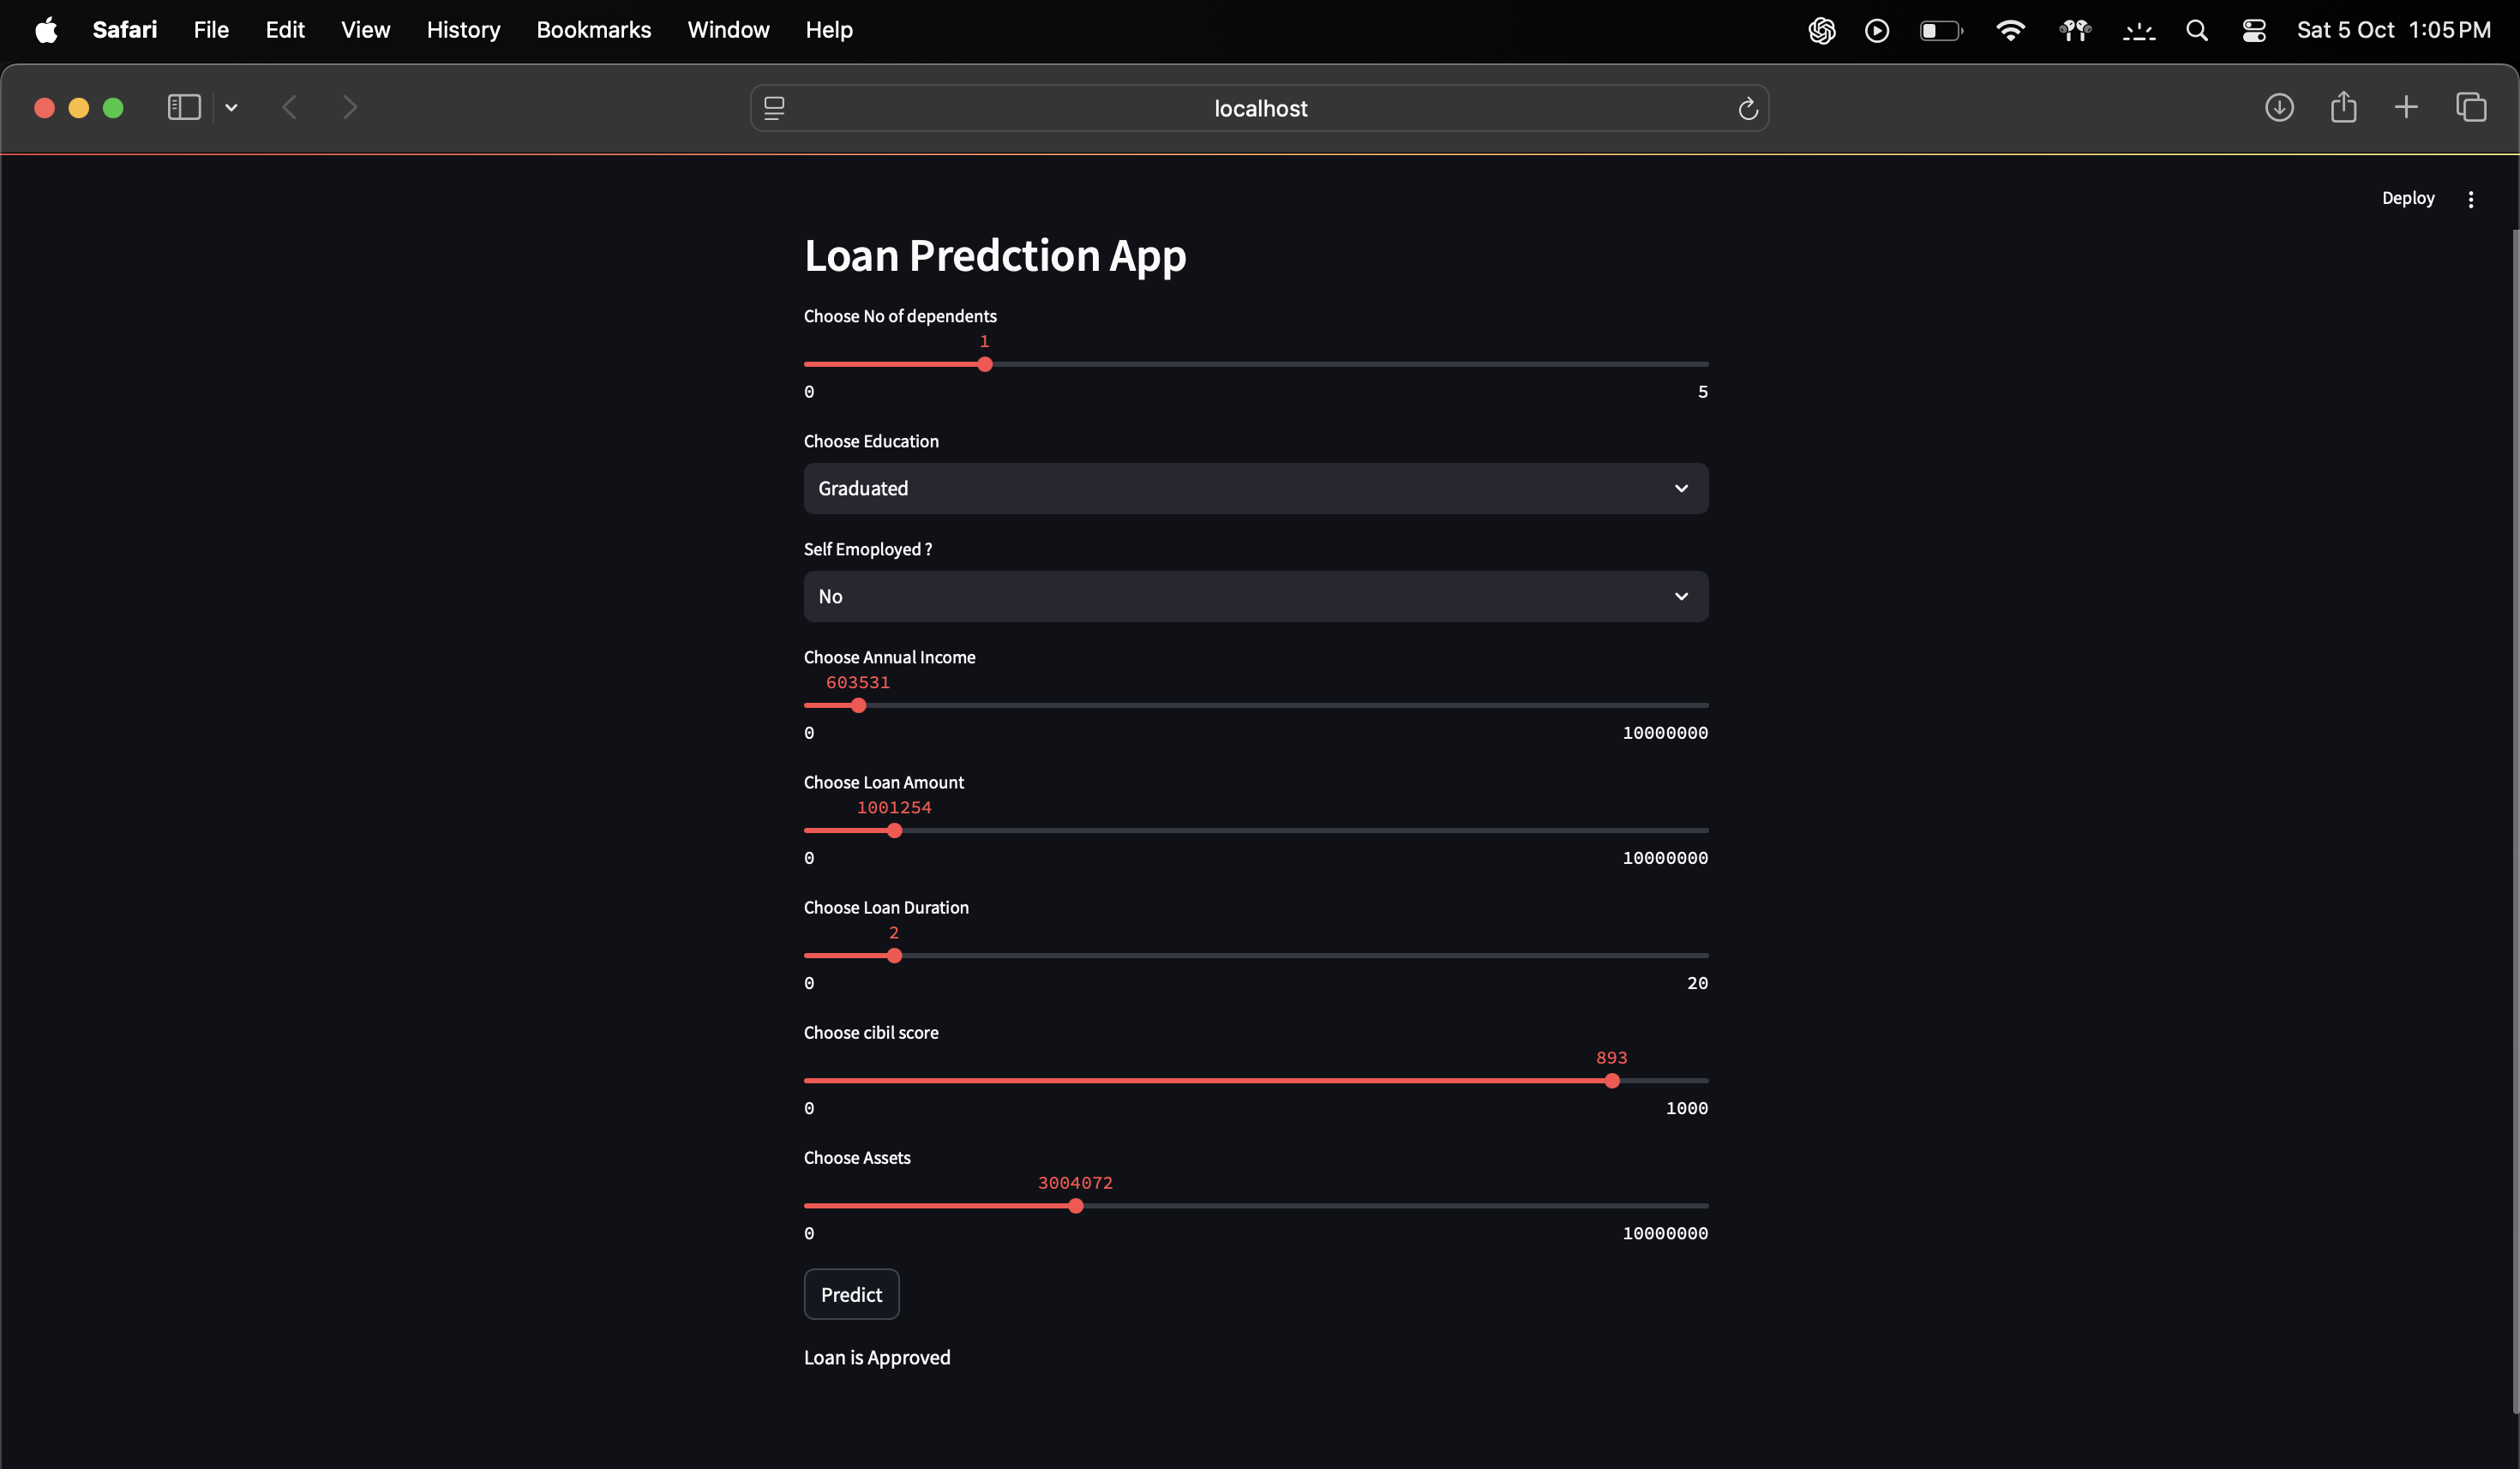 Safari File Edit View History Bookmarks Window Help Sat 5 Oct 1:05 PM
localhost
Deploy
Loan Predction App
Choose No of dependents
1
0 5
Choose Education
Graduated
Self Emoployed ?
No
Choose Annual Income
603531
0 10000000
Choose Loan Amount
1001254
0 10000000
Choose Loan Duration
2
0 20
Choose cibil score
893
0 1000
Choose Assets
3004072
0 10000000
Predict
Loan is Approved